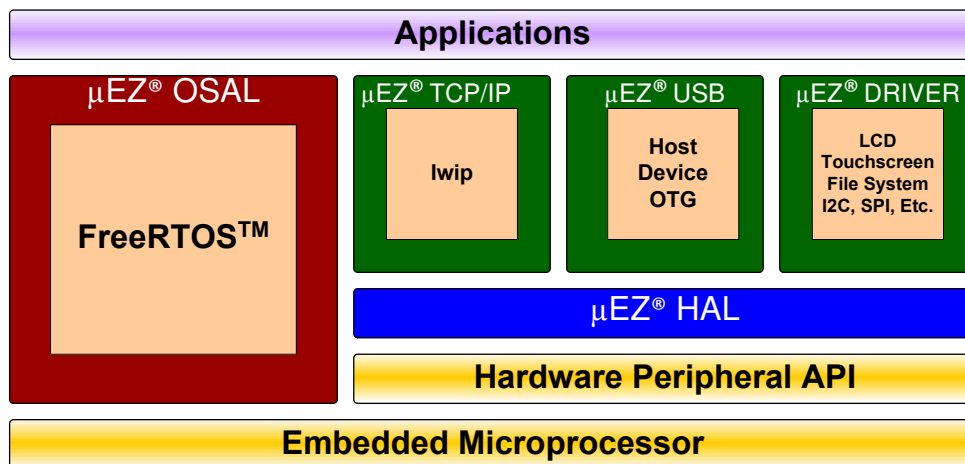 Applications
µEZ® OSAL
FreeRTOS™
µEZ® TCP/IP
lwip
µEZ® USB
Host
Device
OTG
µEZ® DRIVER
LCD
Touchscreen
File System
I2C, SPI, Etc.
µEZ® HAL
Hardware Peripheral API
Embedded Microprocessor